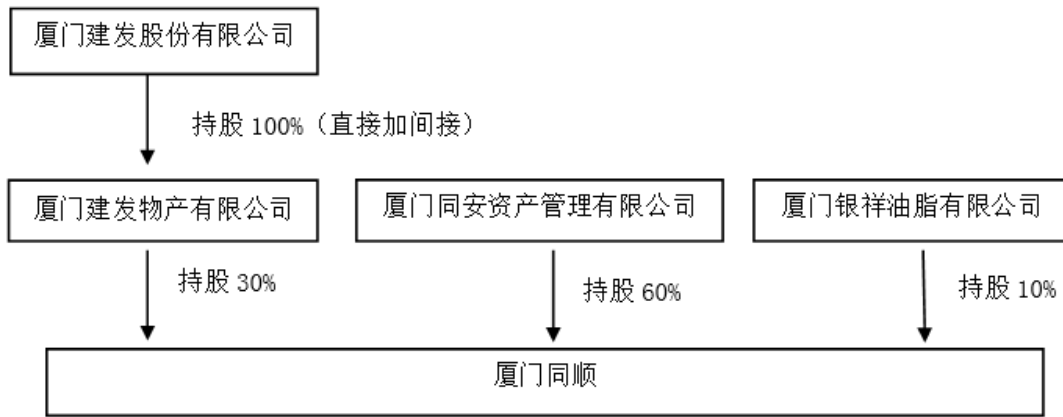 厦门建发股份有限公司
持股 100%（直接加间接）
厦门建发物产有限公司
厦门同安资产管理有限公司
厦门银祥油脂有限公司
持股 30%
持股 60%
持股 10%
厦门同顺